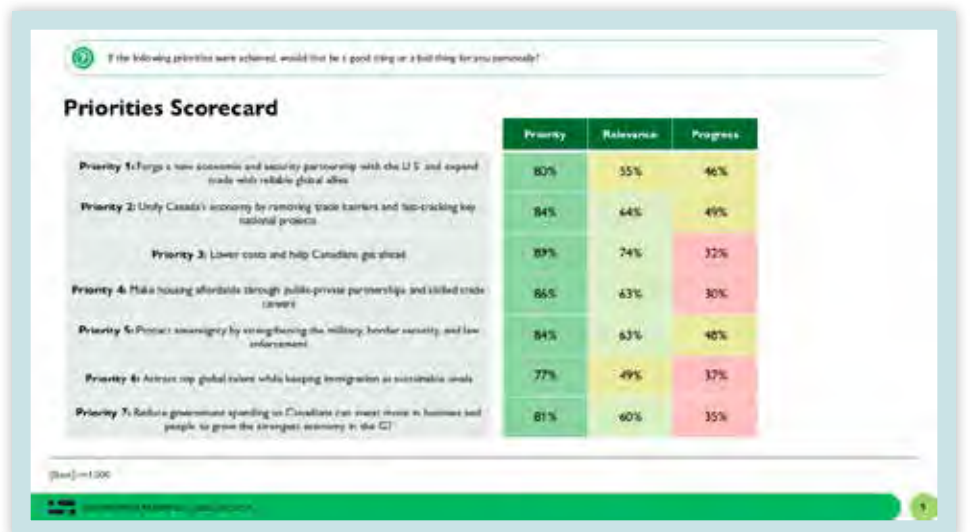 If the following priorities were achieved, would that be a good thing or a bad thing for you personally?
Priorities Scorecard
Priority Relevance Progress
Priority 1: Forge a new economic and security partnership with the U.S. and expand
trade with reliable global allies
80% 55% 46%
Priority 2: Unify Canada's economy by removing trade barriers and fast-tracking key
national projects
84% 64% 49%
Priority 3: Lower costs and help Canadians get ahead
89% 74% 32%
Priority 4: Make housing affordable through public-private partnerships and skilled trade
careers
86% 63% 30%
Priority 5: Protect sovereignty by strengthening the military, border security, and law
enforcement
84% 63% 48%
Priority 6: Attract top global talent while keeping immigration at sustainable levels
77% 49% 37%
Priority 7: Reduce government spending so Canadians can invest more in business and
people to grow the strongest economy in the G7
81% 60% 35%